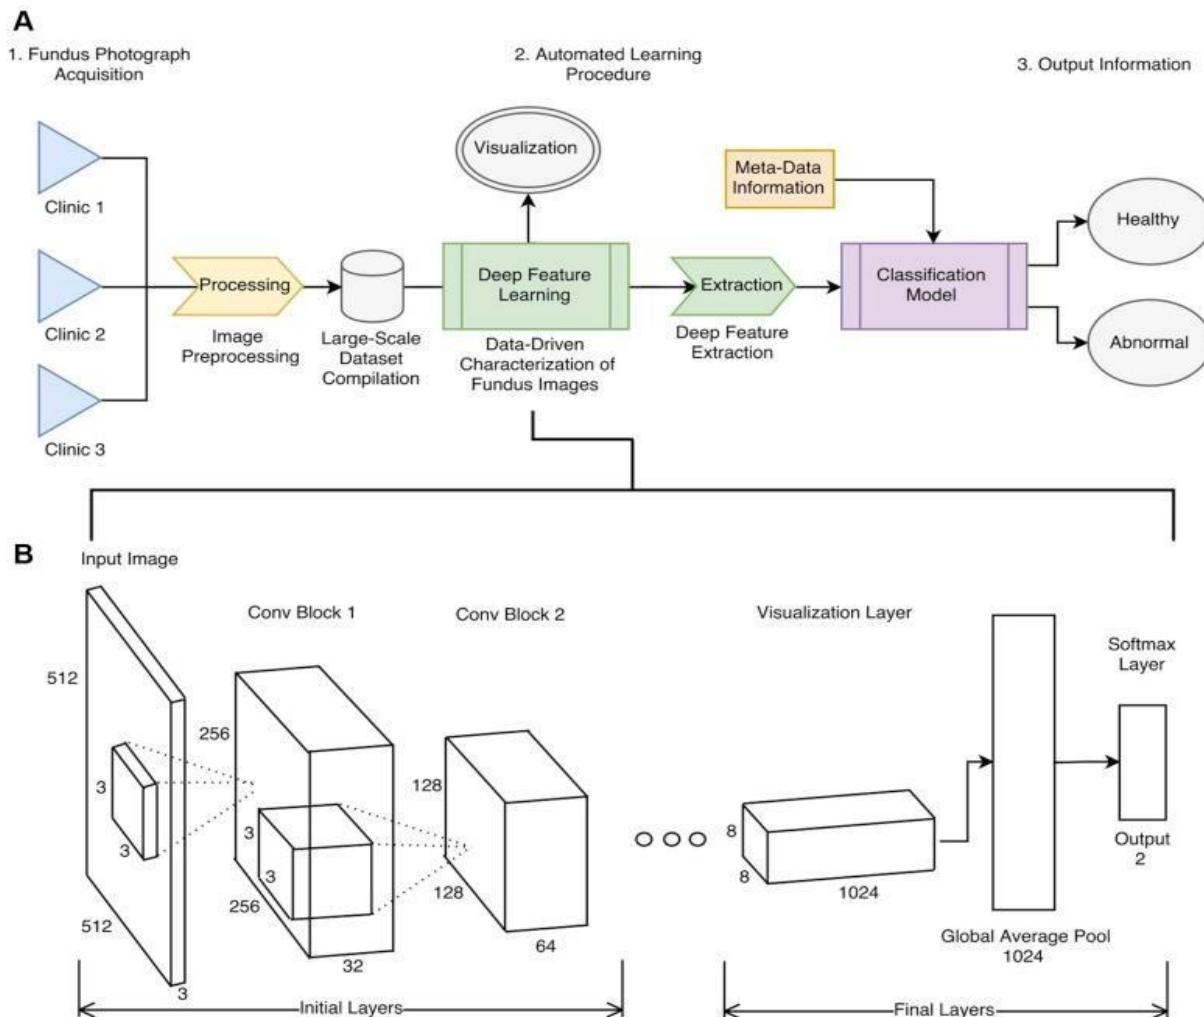 A
1. Fundus Photograph
Acquisition
2. Automated Learning
Procedure
3. Output Information
Clinic 1
Clinic 2
Clinic 3
Processing
Image
Preprocessing
Large-Scale
Dataset
Compilation
Visualization
Deep Feature
Learning
Data-Driven
Characterization of
Fundus Images
Extraction
Deep Feature
Extraction
Meta-Data
Information
Classification
Model
Healthy
Abnormal
B
Input Image
512
3
3
512
3
Conv Block 1
256
3
3
256
32
Conv Block 2
128
128
64
Visualization Layer
8
8
1024
Global Average Pool
1024
Softmax
Layer
Output
2
Initial Layers
Final Layers